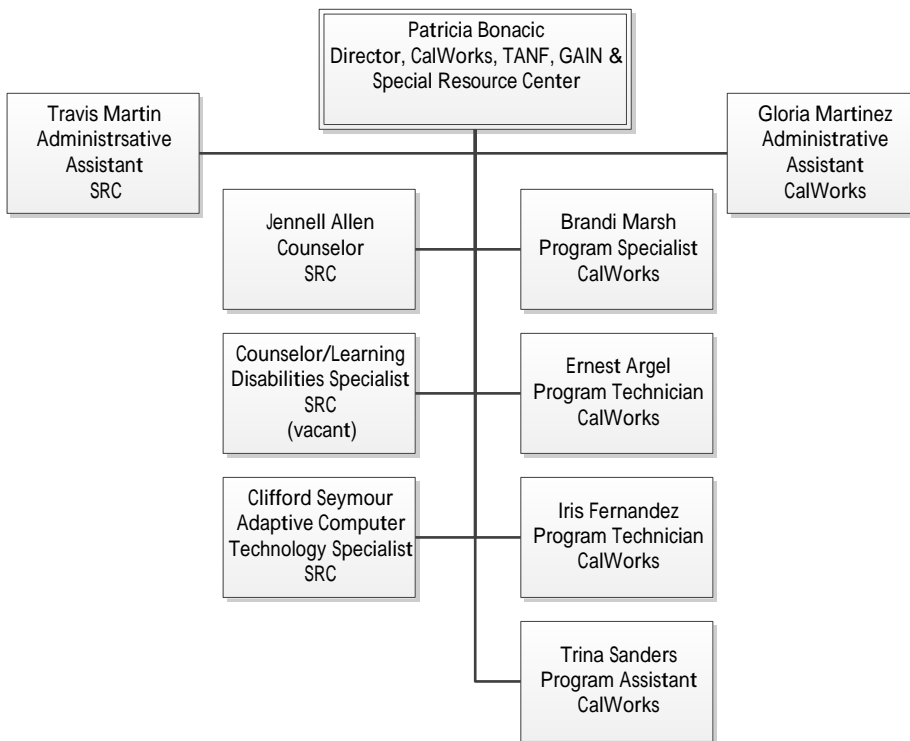 Patricia Bonacic
Director, CalWorks, TANF, GAIN &
Special Resource Center
Travis Martin
Administrsative
Assistant
SRC
Gloria Martinez
Administrative
Assistant
CalWorks
Jennell Allen
Counselor
SRC
Brandi Marsh
Program Specialist
CalWorks
Counselor/Learning
Disabilities Specialist
SRC
(vacant)
Ernest Argel
Program Technician
CalWorks
Clifford Seymour
Adaptive Computer
Technology Specialist
SRC
Iris Fernandez
Program Technician
CalWorks
Trina Sanders
Program Assistant
CalWorks